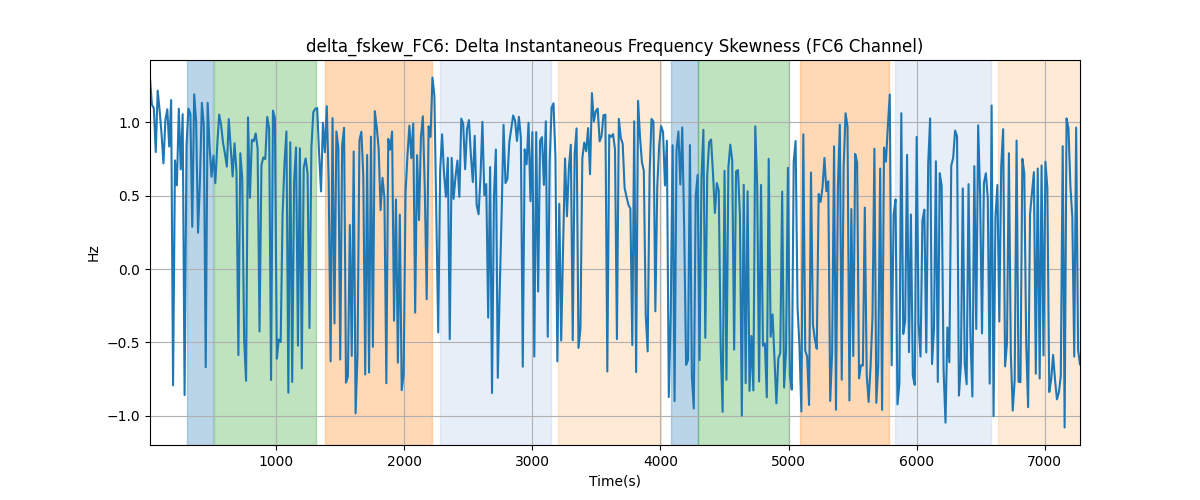 delta_fskew_FC6: Delta Instantaneous Frequency Skewness (FC6 Channel)
1.0
0.5
0.0
−0.5
−1.0
Hz
1000 2000 3000 4000 5000 6000 7000
Time(s)